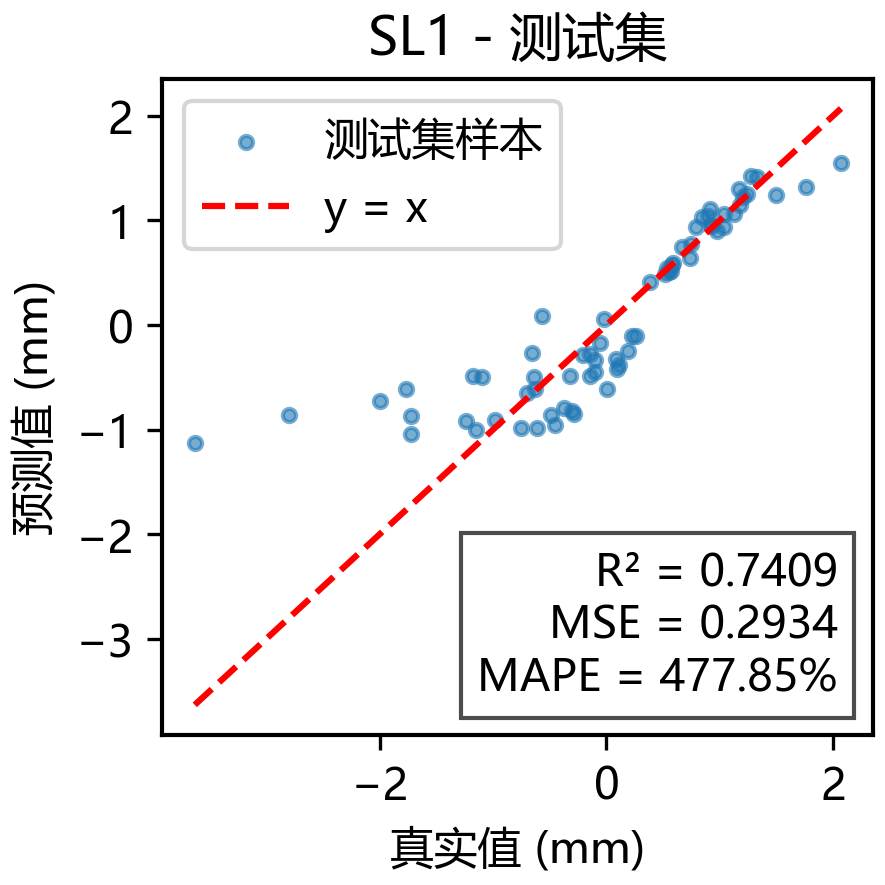 SL1 - 测试集
测试集样本
y = x
2
1
0
−1
−2
−3
预测值 (mm)
R² = 0.7409
MSE = 0.2934
MAPE = 477.85%
−2
0
2
真实值 (mm)